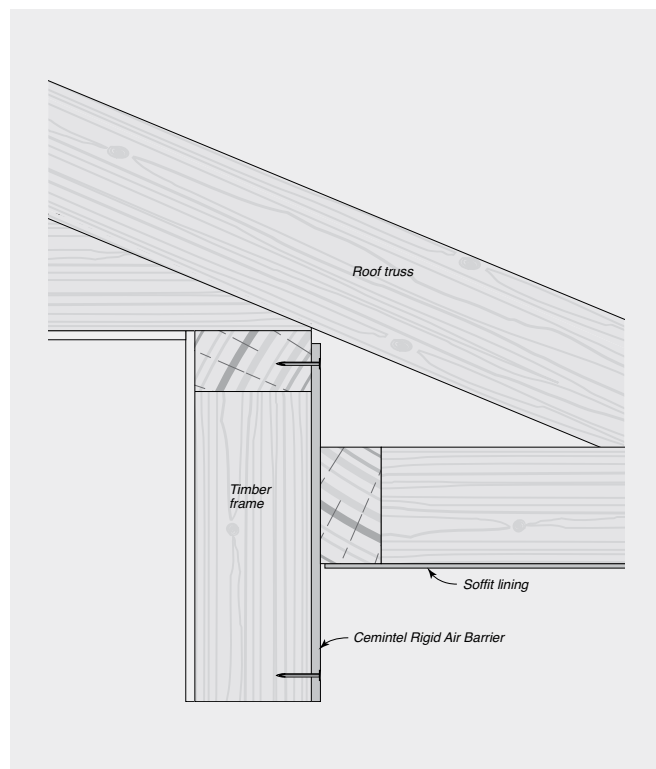 Roof truss
Timber
frame
Soffit lining
Cemintel Rigid Air Barrier